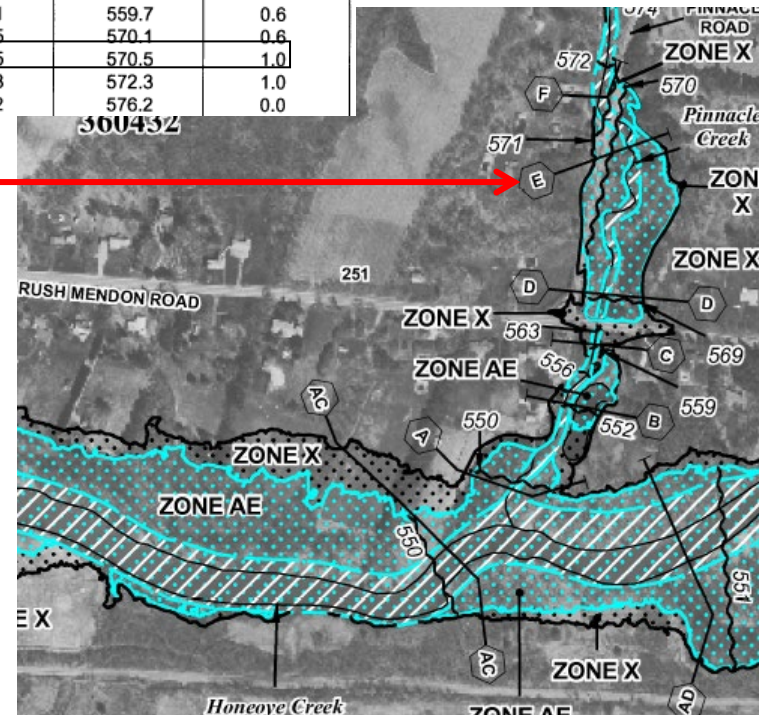 559.7 0.6
570.1 0.6
570.5 1.0
572.3 1.0
576.2 0.0
360432
574
PINNACLE
ROAD
572
ZONE X
570
F
Pinnacle
Creek
571
E
ZON
X
ZONE X
251
RUSH MENDON ROAD
D
D
ZONE X
563
C
569
556
ZONE AE
559
AC
550
552
B
A
ZONE X
ZONE AE
550
551
E X
AC
ZONE X
AD
Honeoye Creek
ZONE AE